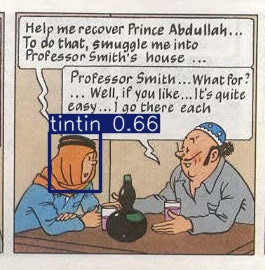 Help me recover Prince Abdullah...
To do that, smuggle me into
Professor Smith's house ...
Professor Smith...What for?
... Well, if you like...It's quite
easy...I go there each
tintin 0.66